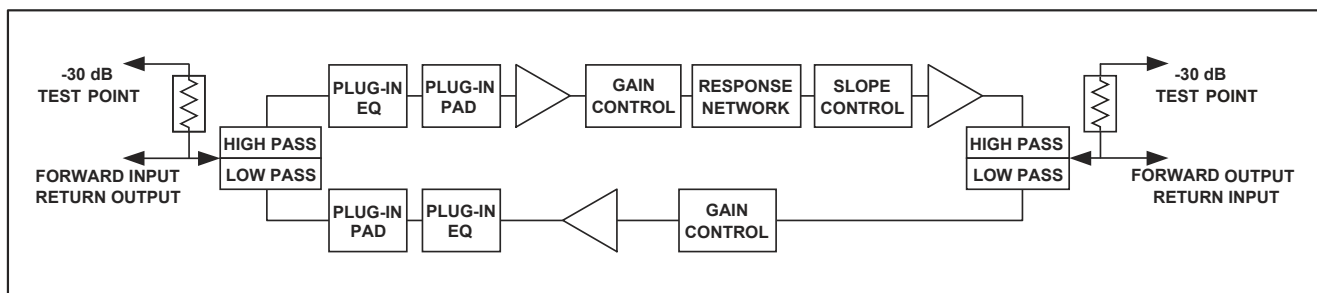 -30 dB
TEST POINT
FORWARD INPUT
RETURN OUTPUT
HIGH PASS
LOW PASS
PLUG-IN
EQ
PLUG-IN
PAD
GAIN
CONTROL
RESPONSE
NETWORK
SLOPE
CONTROL
PLUG-IN
PAD
PLUG-IN
EQ
GAIN
CONTROL
HIGH PASS
LOW PASS
-30 dB
TEST POINT
FORWARD OUTPUT
RETURN INPUT